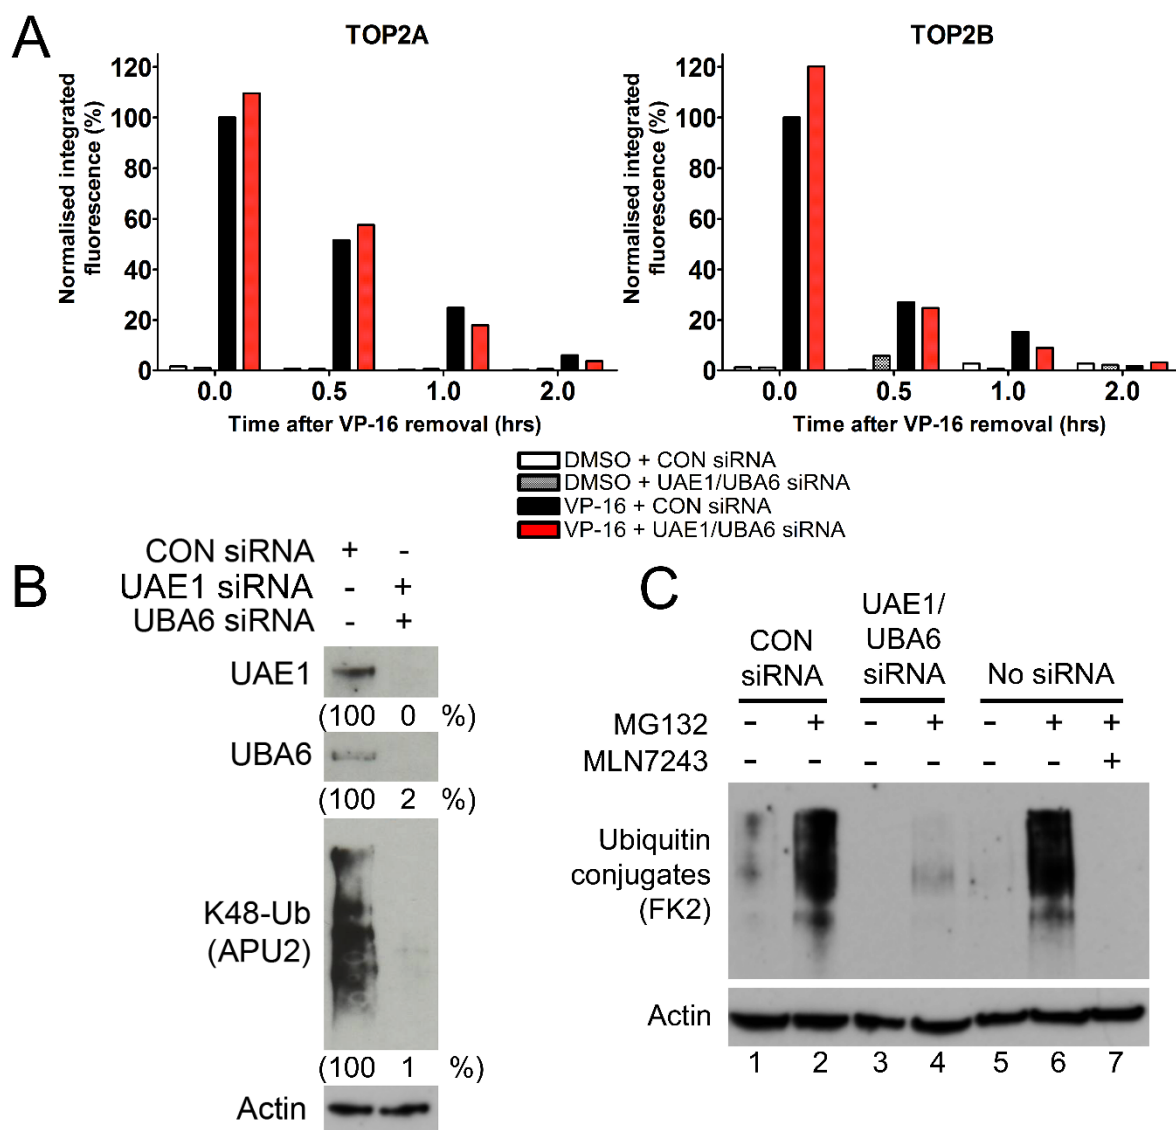 A
TOP2A
Normalised integrated
fluorescence (%)
120
100
80
60
40
20
0
0.0 0.5 1.0 2.0
Time after VP-16 removal (hrs)
TOP2B
Normalised integrated
fluorescence (%)
120
100
80
60
40
20
0
0.0 0.5 1.0 2.0
Time after VP-16 removal (hrs)
DMSO + CON siRNA
DMSO + UAE1/UBA6 siRNA
VP-16 + CON siRNA
VP-16 + UAE1/UBA6 siRNA
B
CON siRNA + -
UAE1 siRNA - +
UBA6 siRNA - +
UAE1
(100 0 %)
UBA6
(100 2 %)
K48-Ub
(APU2)
(100 1 %)
Actin
C
CON
siRNA
UAE1/
UBA6
siRNA
No siRNA
MG132 - + - + - + +
MLN7243 - - - - - - +
Ubiquitin
conjugates
(FK2)
Actin
1 2 3 4 5 6 7